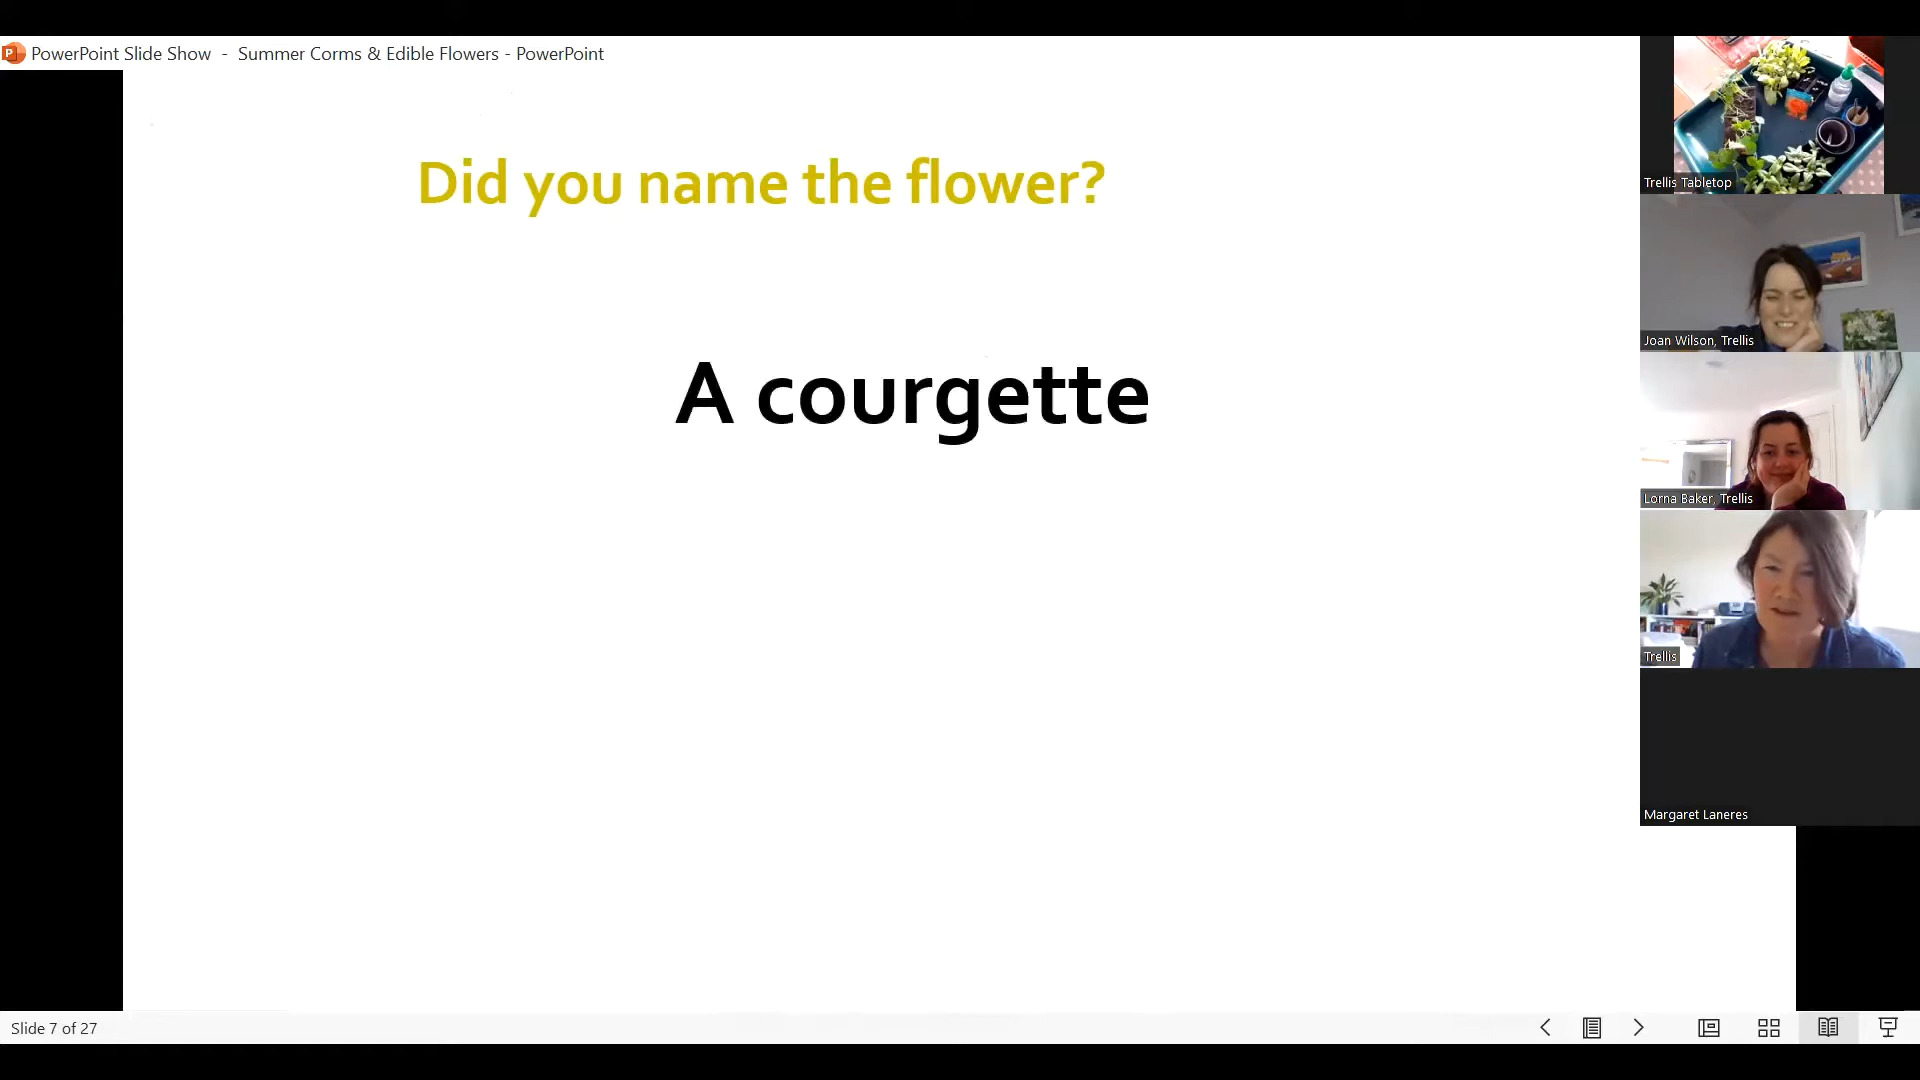 PowerPoint Slide Show - Summer Corms & Edible Flowers - PowerPoint
Did you name the flower?
A courgette
Trellis Tabletop
Joan Wilson, Trellis
Lorna Baker, Trellis
Trellis
Margaret Laneres
Slide 7 of 27